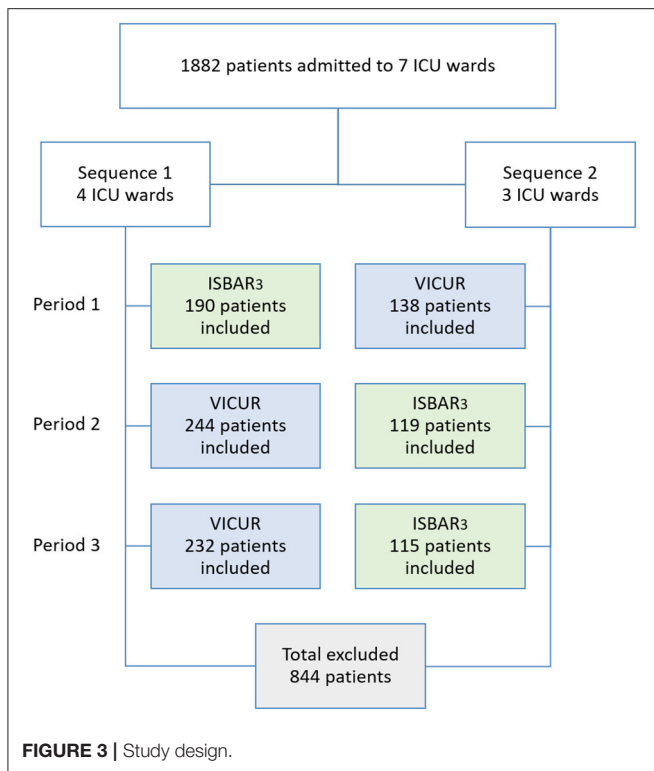 1882 patients admitted to 7 ICU wards
Sequence 1
4 ICU wards
Sequence 2
3 ICU wards
Period 1
ISBAR3
190 patients
included
VICUR
138 patients
included
Period 2
VICUR
244 patients
included
ISBAR3
119 patients
included
Period 3
VICUR
232 patients
included
ISBAR3
115 patients
included
Total excluded
844 patients
FIGURE 3 | Study design.